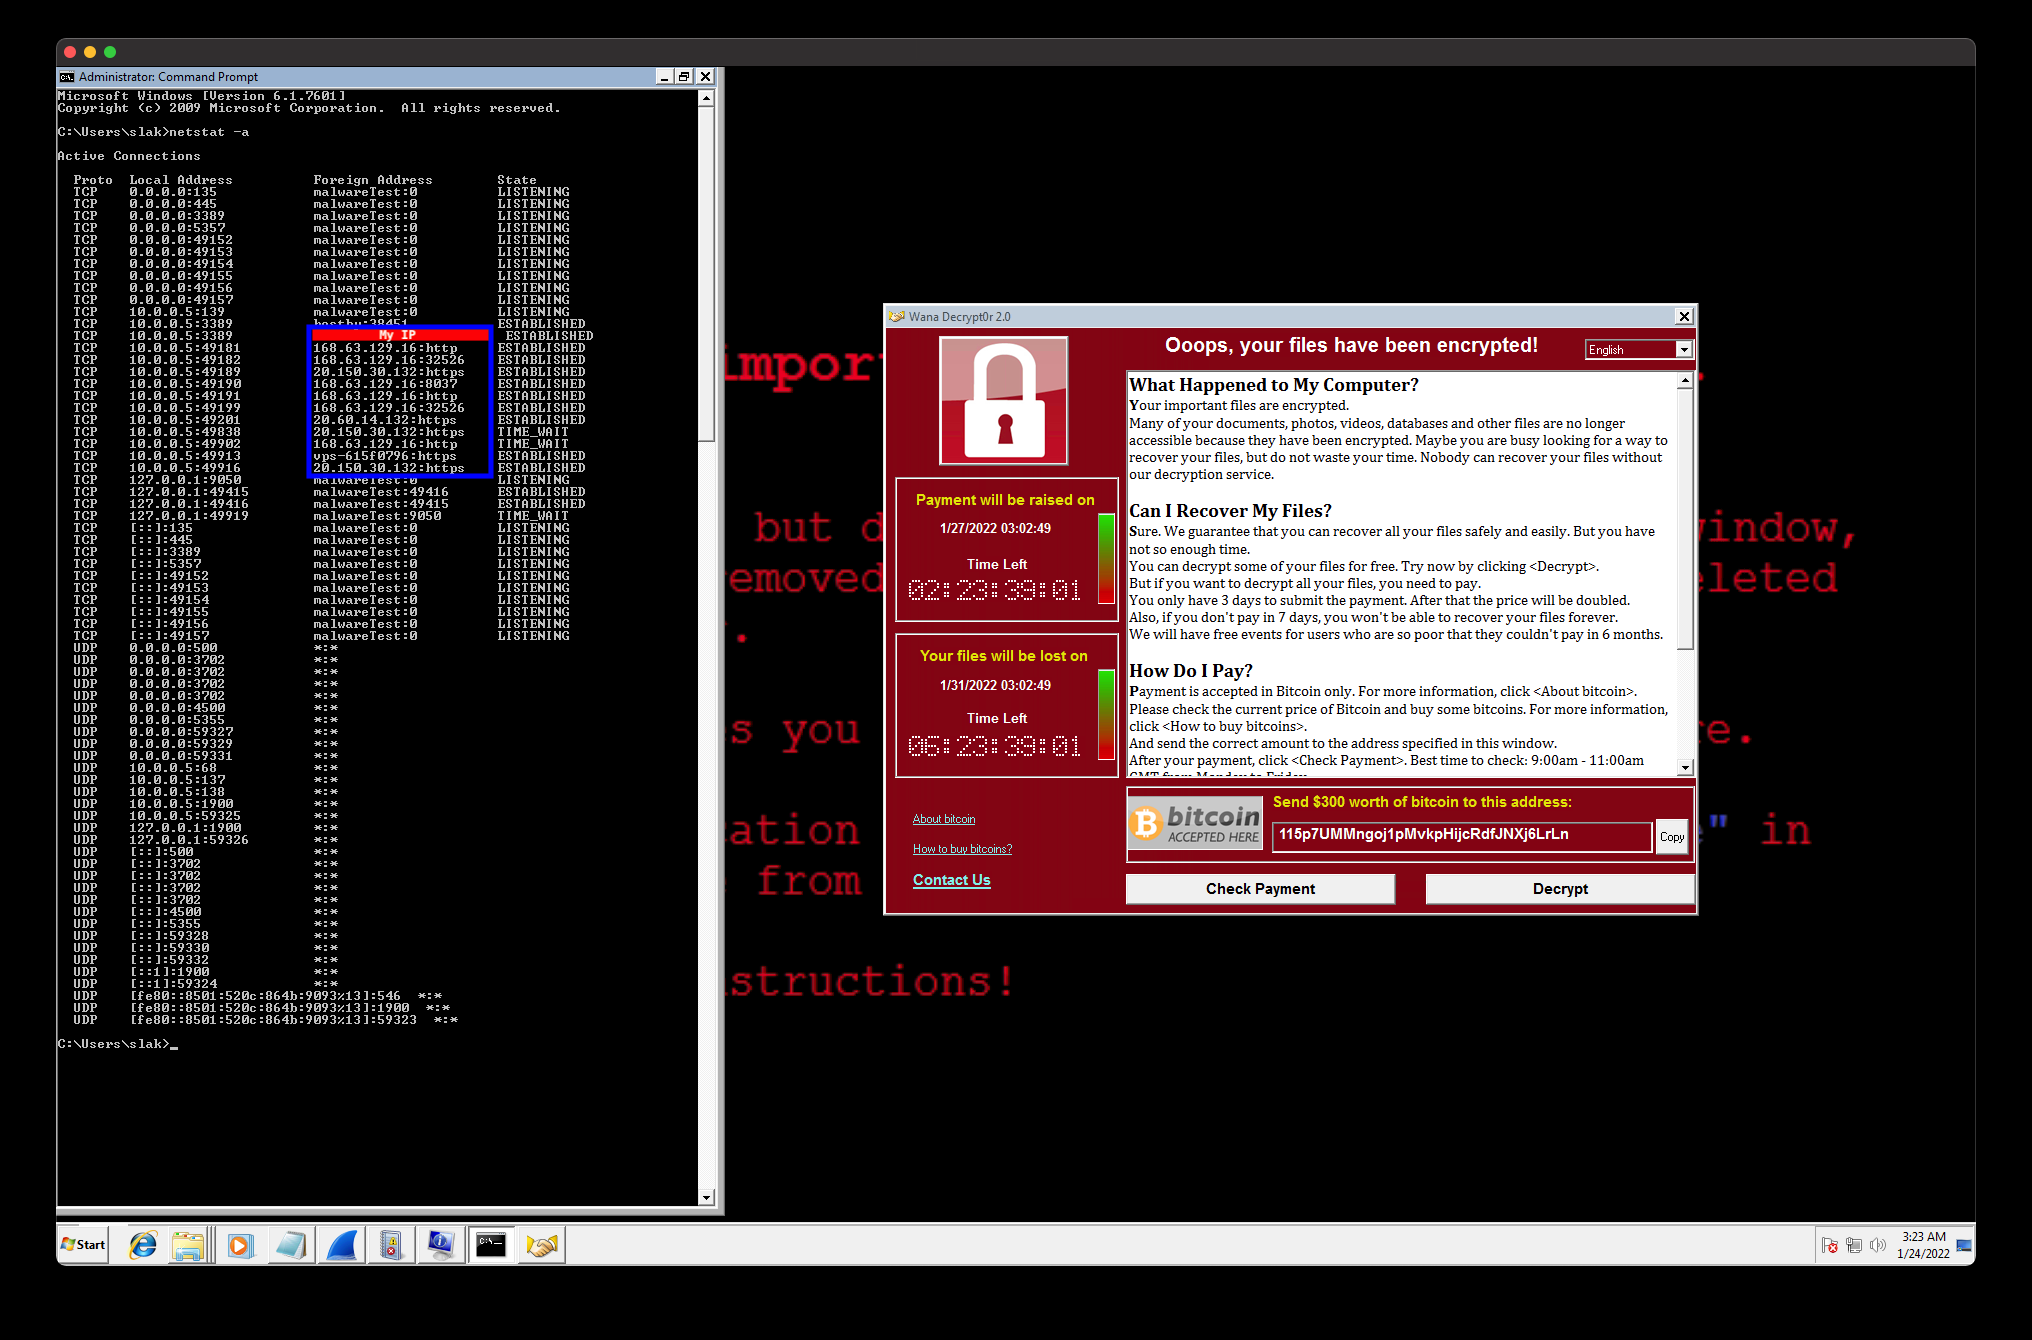 Administrator: Command Prompt
Microsoft Windows [Version 6.1.7601]
Copyright (c) 2009 Microsoft Corporation.  All rights reserved.
C:\Users\slak>netstat -a
Active Connections
Proto  Local Address          Foreign Address        State
TCP    0.0.0.0:135            malwareTest:0          LISTENING
TCP    0.0.0.0:445            malwareTest:0          LISTENING
TCP    0.0.0.0:3389           malwareTest:0          LISTENING
TCP    0.0.0.0:5357           malwareTest:0          LISTENING
TCP    0.0.0.0:49152          malwareTest:0          LISTENING
TCP    0.0.0.0:49153          malwareTest:0          LISTENING
TCP    0.0.0.0:49154          malwareTest:0          LISTENING
TCP    0.0.0.0:49155          malwareTest:0          LISTENING
TCP    0.0.0.0:49156          malwareTest:0          LISTENING
TCP    0.0.0.0:49157          malwareTest:0          LISTENING
TCP    10.0.0.5:139           malwareTest:0          LISTENING
TCP    10.0.0.5:3389          hostby:38451           ESTABLISHED
TCP    10.0.0.5:3389          My IP                  ESTABLISHED
TCP    10.0.0.5:49181         168.63.129.16:http     ESTABLISHED
TCP    10.0.0.5:49182         168.63.129.16:32526    ESTABLISHED
TCP    10.0.0.5:49189         20.150.30.132:https    ESTABLISHED
TCP    10.0.0.5:49190         168.63.129.16:8037     ESTABLISHED
TCP    10.0.0.5:49191         168.63.129.16:http     ESTABLISHED
TCP    10.0.0.5:49199         168.63.129.16:32526    ESTABLISHED
TCP    10.0.0.5:49201         20.60.14.132:https     ESTABLISHED
TCP    10.0.0.5:49838         20.150.30.132:https    TIME_WAIT
TCP    10.0.0.5:49902         168.63.129.16:http     TIME_WAIT
TCP    10.0.0.5:49913         vps-615f0796:https     ESTABLISHED
TCP    10.0.0.5:49916         20.150.30.132:https    ESTABLISHED
TCP    127.0.0.1:9050         malwareTest:0          LISTENING
TCP    127.0.0.1:49415        malwareTest:49416      ESTABLISHED
TCP    127.0.0.1:49416        malwareTest:49415      ESTABLISHED
TCP    127.0.0.1:49919        malwareTest:9050       TIME_WAIT
TCP    [::]:135               malwareTest:0          LISTENING
TCP    [::]:445               malwareTest:0          LISTENING
TCP    [::]:3389              malwareTest:0          LISTENING
TCP    [::]:5357              malwareTest:0          LISTENING
TCP    [::]:49152             malwareTest:0          LISTENING
TCP    [::]:49153             malwareTest:0          LISTENING
TCP    [::]:49154             malwareTest:0          LISTENING
TCP    [::]:49155             malwareTest:0          LISTENING
TCP    [::]:49156             malwareTest:0          LISTENING
TCP    [::]:49157             malwareTest:0          LISTENING
UDP    0.0.0.0:500            *:*
UDP    0.0.0.0:3702           *:*
UDP    0.0.0.0:3702           *:*
UDP    0.0.0.0:3702           *:*
UDP    0.0.0.0:3702           *:*
UDP    0.0.0.0:4500           *:*
UDP    0.0.0.0:5355           *:*
UDP    0.0.0.0:59327          *:*
UDP    0.0.0.0:59329          *:*
UDP    0.0.0.0:59331          *:*
UDP    10.0.0.5:68            *:*
UDP    10.0.0.5:137           *:*
UDP    10.0.0.5:138           *:*
UDP    10.0.0.5:1900          *:*
UDP    10.0.0.5:59325         *:*
UDP    127.0.0.1:1900         *:*
UDP    127.0.0.1:59326        *:*
UDP    [::]:500               *:*
UDP    [::]:3702              *:*
UDP    [::]:3702              *:*
UDP    [::]:3702              *:*
UDP    [::]:3702              *:*
UDP    [::]:4500              *:*
UDP    [::]:5355              *:*
UDP    [::]:59328             *:*
UDP    [::]:59330             *:*
UDP    [::]:59332             *:*
UDP    [::1]:1900             *:*
UDP    [::1]:59324            *:*
UDP    [fe80::8501:520c:864b:9093%13]:546  *:*
UDP    [fe80::8501:520c:864b:9093%13]:1900  *:*
UDP    [fe80::8501:520c:864b:9093%13]:59323  *:*
C:\Users\slak>_
impor
but d
window,
emoved
eleted
s you
re.
cation
" in
from
structions!
Wana Decrypt0r 2.0
Ooops, your files have been encrypted!
English
Payment will be raised on
1/27/2022 03:02:49
Time Left
02:23:39:01
Your files will be lost on
1/31/2022 03:02:49
Time Left
06:23:39:01
About bitcoin
How to buy bitcoins?
Contact Us
What Happened to My Computer?
Your important files are encrypted.
Many of your documents, photos, videos, databases and other files are no longer
accessible because they have been encrypted. Maybe you are busy looking for a way to
recover your files, but do not waste your time. Nobody can recover your files without
our decryption service.
Can I Recover My Files?
Sure. We guarantee that you can recover all your files safely and easily. But you have
not so enough time.
You can decrypt some of your files for free. Try now by clicking <Decrypt>.
But if you want to decrypt all your files, you need to pay.
You only have 3 days to submit the payment. After that the price will be doubled.
Also, if you don't pay in 7 days, you won't be able to recover your files forever.
We will have free events for users who are so poor that they couldn't pay in 6 months.
How Do I Pay?
Payment is accepted in Bitcoin only. For more information, click <About bitcoin>.
Please check the current price of Bitcoin and buy some bitcoins. For more information,
click <How to buy bitcoins>.
And send the correct amount to the address specified in this window.
After your payment, click <Check Payment>. Best time to check: 9:00am - 11:00am
GMT from Monday to Friday.
bitcoin
ACCEPTED HERE
Send $300 worth of bitcoin to this address:
115p7UMMngoj1pMvkpHijcRdfJNXj6LrLn
Copy
Check Payment
Decrypt
Start
3:23 AM
1/24/2022